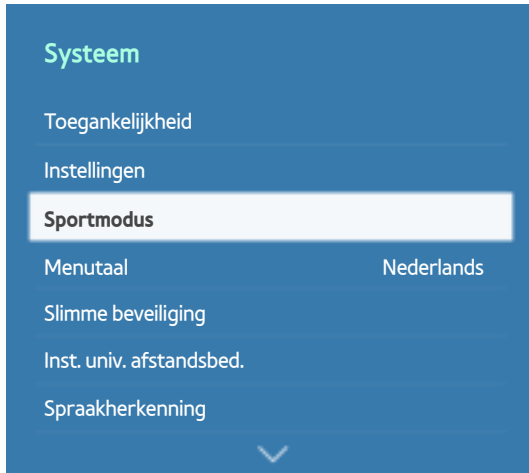 Systeem
Toegankelijkheid
Instellingen
Sportmodus
Menutaal Nederlands
Slimme beveiliging
Inst. univ. afstandsbed.
Spraakherkenning